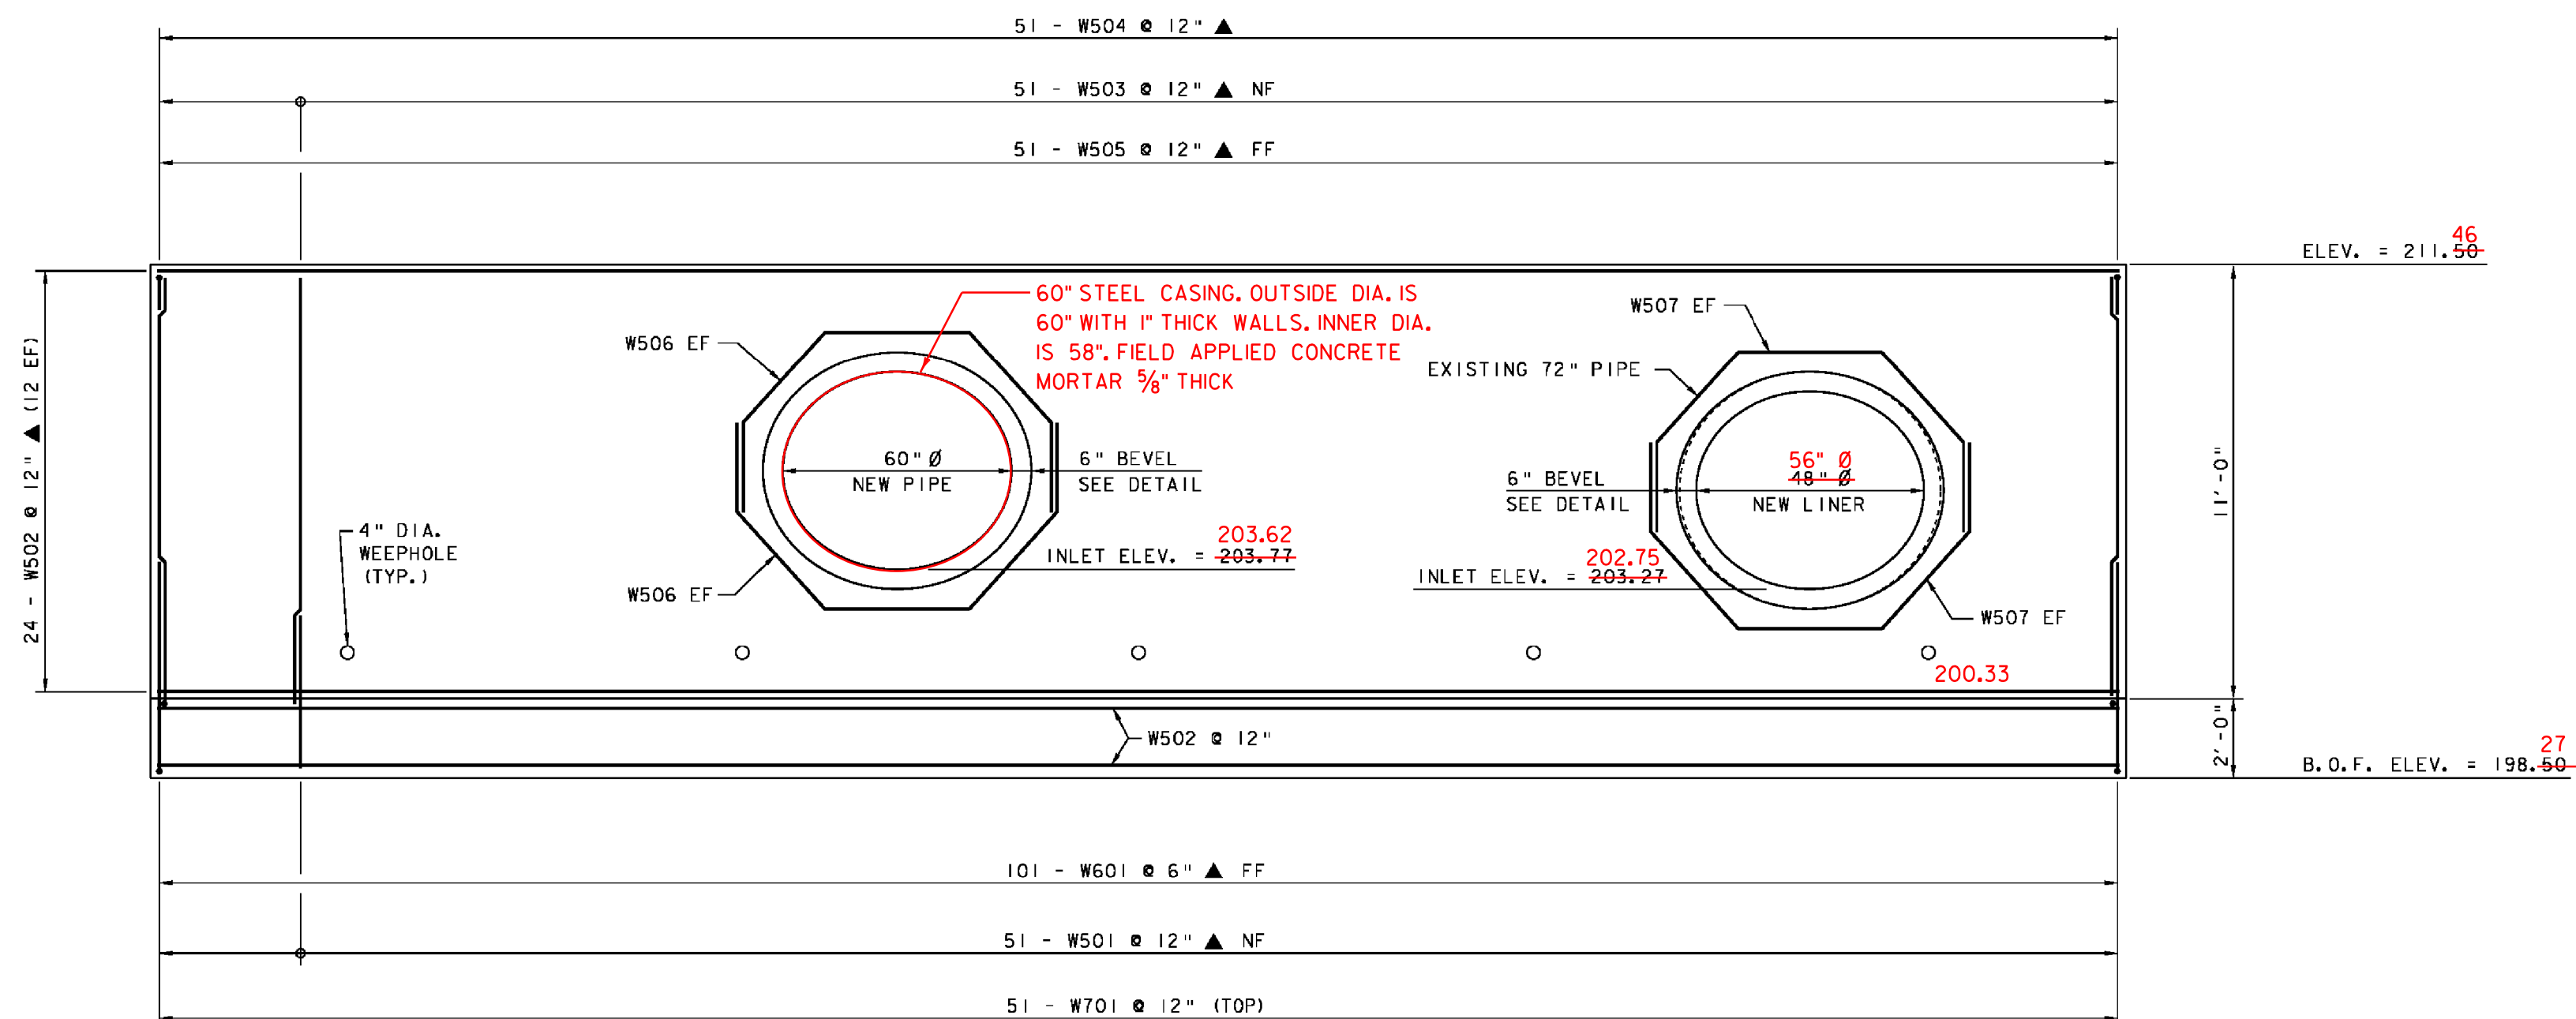 51 - W504 @ 12" ▲
51 - W503 @ 12" ▲ NF
51 - W505 @ 12" ▲ FF
46
ELEV. = 211.50
24 - W502 @ 12" ▲ (12 EF)
60" STEEL CASING. OUTSIDE DIA. IS
60" WITH 1" THICK WALLS. INNER DIA.
IS 58". FIELD APPLIED CONCRETE
MORTAR 5/8" THICK
W506 EF
W507 EF
EXISTING 72" PIPE
60" Ø
NEW PIPE
6" BEVEL
SEE DETAIL
6" BEVEL
SEE DETAIL
56" Ø
48" Ø
NEW LINER
11'-0"
4" DIA.
WEEPHOLE
(TYP.)
203.62
INLET ELEV. = 203.77
202.75
INLET ELEV. = 203.27
W506 EF
W507 EF
200.33
W502 @ 12"
2'-0"
27
B.O.F. ELEV. = 198.50
101 - W601 @ 6" ▲ FF
51 - W501 @ 12" ▲ NF
51 - W701 @ 12" (TOP)